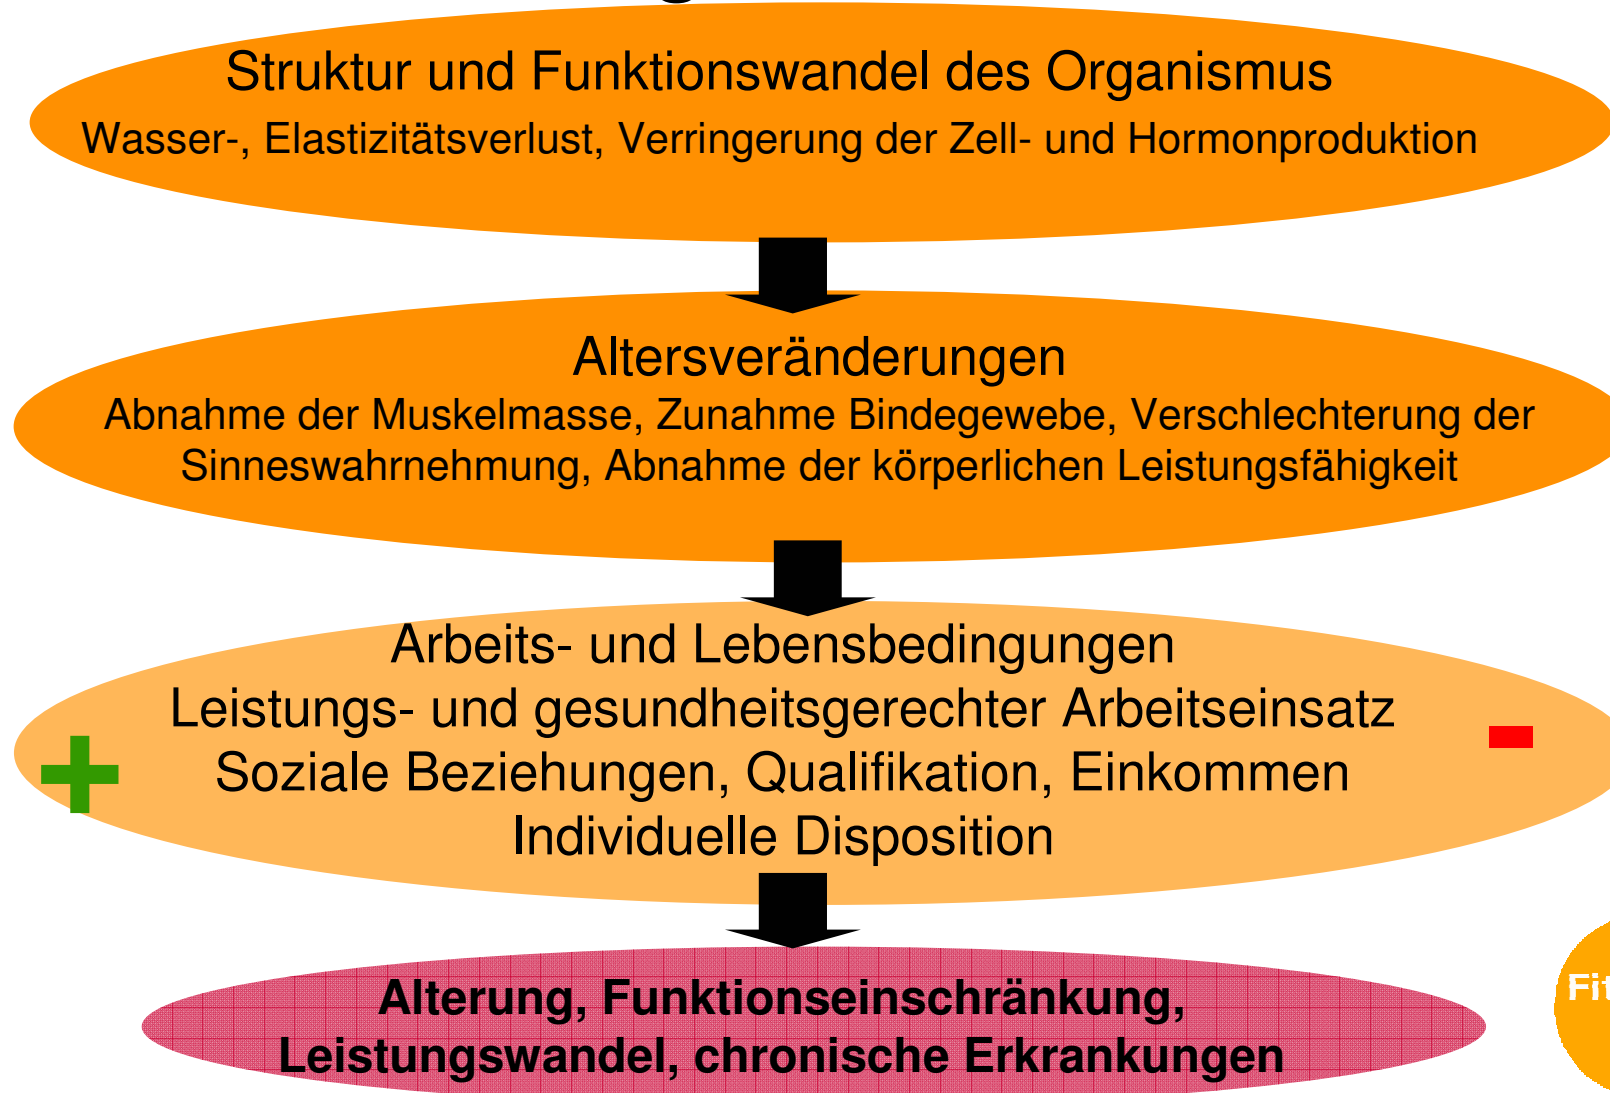 Struktur und Funktionswandel des Organismus
Wasser-, Elastizitätsverlust, Verringerung der Zell- und Hormonproduktion
Altersveränderungen
Abnahme der Muskelmasse, Zunahme Bindegewebe, Verschlechterung der
Sinneswahrnehmung, Abnahme der körperlichen Leistungsfähigkeit
Arbeits- und Lebensbedingungen
Leistungs- und gesundheitsgerechter Arbeitseinsatz
+ Soziale Beziehungen, Qualifikation, Einkommen -
Individuelle Disposition
Alterung, Funktionseinschränkung,
Leistungswandel, chronische Erkrankungen
Fit